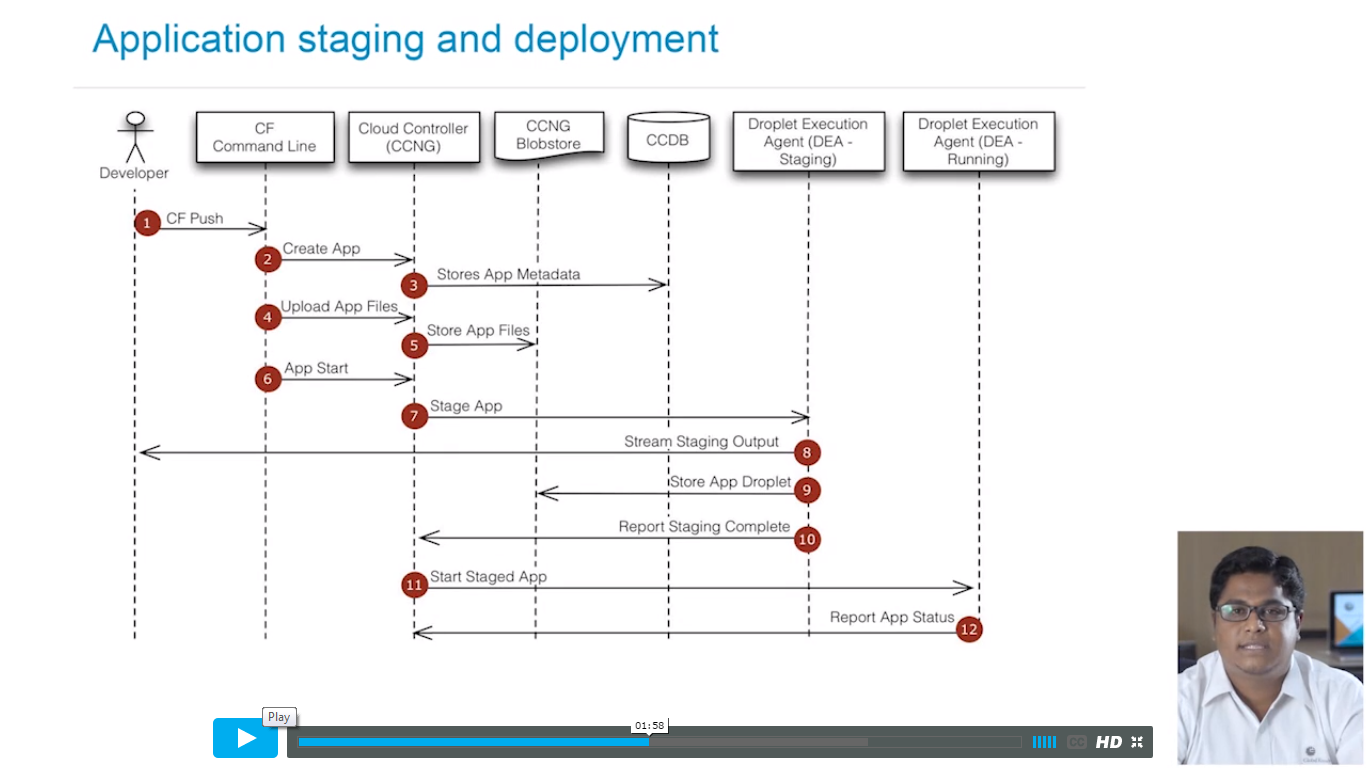 Application staging and deployment
CF
Command Line
Cloud Controller
(CCNG)
CCNG
Blobstore
CCDB
Droplet Execution
Agent (DEA -
Staging)
Droplet Execution
Agent (DEA -
Running)
Developer
1 CF Push
2 Create App
3 Stores App Metadata
4 Upload App Files
5 Store App Files
6 App Start
7 Stage App
Stream Staging Output 8
Store App Droplet 9
Report Staging Complete 10
11 Start Staged App
Report App Status 12
Play
01:58
CC
HD